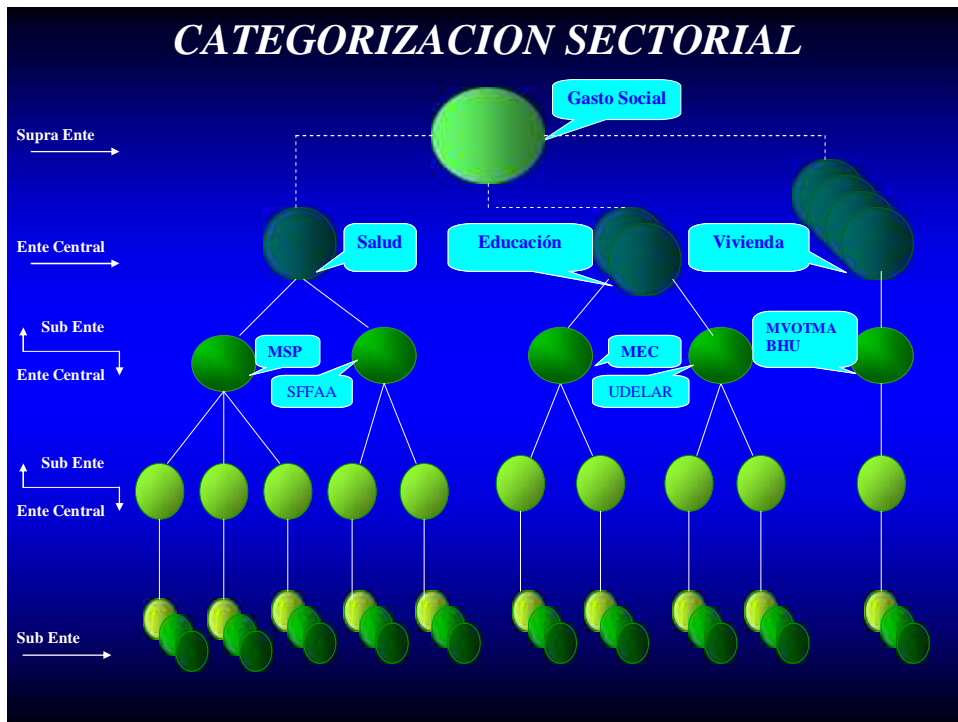 CATEGORIZACION SECTORIAL
Gasto Social
Supra Ente
Ente Central
Salud
Educación
Vivienda
Sub Ente
Ente Central
MSP
SFFAA
MEC
UDELAR
MVOTMA
BHU
Sub Ente
Ente Central
Sub Ente